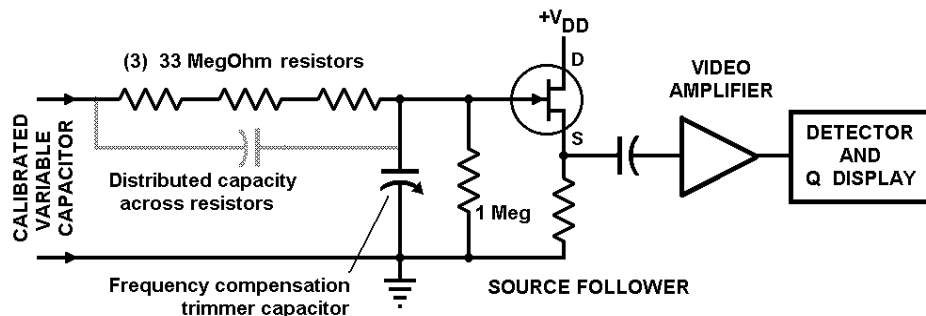 +VDD
(3) 33 MegOhm resistors
D
VIDEO
AMPLIFIER
S
DETECTOR
AND
Q DISPLAY
CALIBRATED
VARIABLE
CAPACITOR
Distributed capacity
across resistors
1 Meg
Frequency compensation
trimmer capacitor
SOURCE FOLLOWER